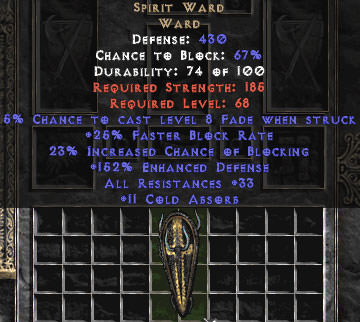 Spirit Ward
Ward
Defense: 430
Chance to Block: 67%
Durability: 74 of 100
Required Strength: 185
Required Level: 68
5% Chance to cast level 8 Fade when struck
+25% Faster Block Rate
23% Increased Chance of Blocking
+152% Enhanced Defense
All Resistances +33
+11 Cold Absorb